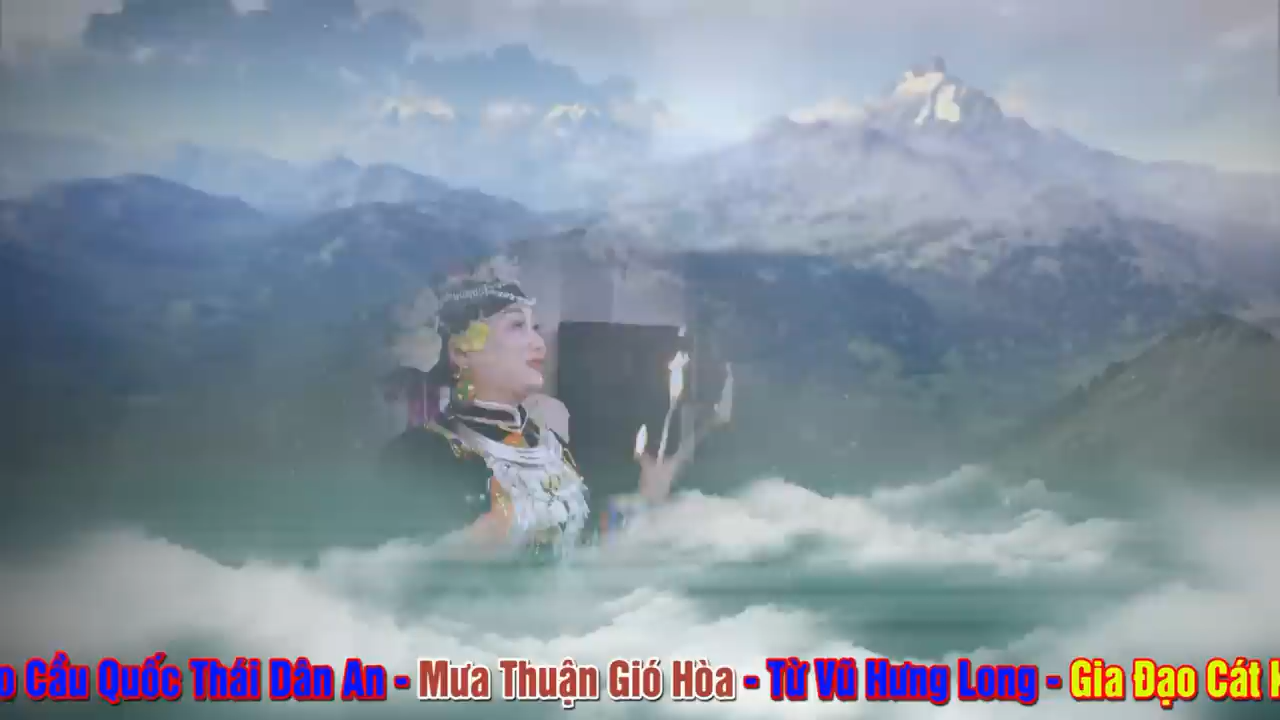 Cầu Quốc Thái Dân An - Mưa Thuận Gió Hòa - Từ Vũ Hưng Long - Gia Đạo Cát